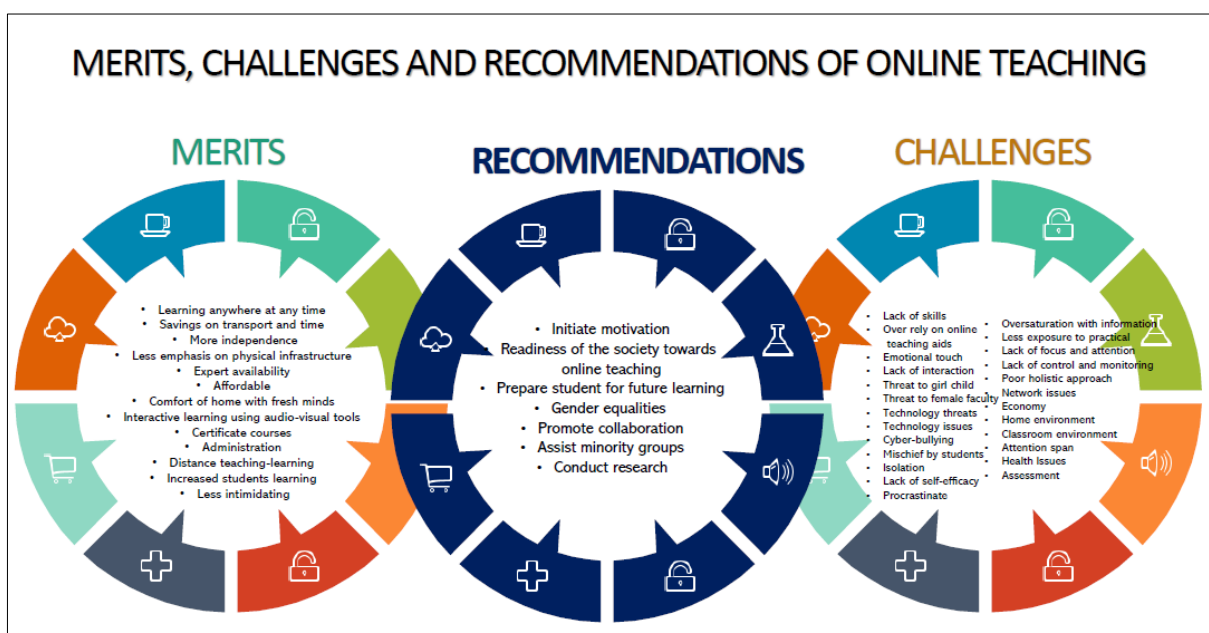 MERITS, CHALLENGES AND RECOMMENDATIONS OF ONLINE TEACHING
MERITS
• Learning anywhere at any time
• Savings on transport and time
• More independence
• Less emphasis on physical infrastructure
• Expert availability
• Affordable
• Comfort of home with fresh minds
• Interactive learning using audio-visual tools
• Certificate courses
• Administration
• Distance teaching-learning
• Increased students learning
• Less intimidating
RECOMMENDATIONS
• Initiate motivation
• Readiness of the society towards
online teaching
• Prepare student for future learning
• Gender equalities
• Promote collaboration
• Assist minority groups
• Conduct research
CHALLENGES
• Lack of skills
• Over rely on online
teaching aids
• Emotional touch
• Lack of interaction
• Threat to girl child
• Threat to female faculty
• Technology threats
• Technology issues
• Cyber-bullying
• Mischief by students
• Isolation
• Lack of self-efficacy
• Procrastinate
• Oversaturation with information
• Less exposure to practical
• Lack of focus and attention
• Lack of control and monitoring
• Poor holistic approach
• Network issues
• Economy
• Home environment
• Classroom environment
• Attention span
• Health Issues
• Assessment